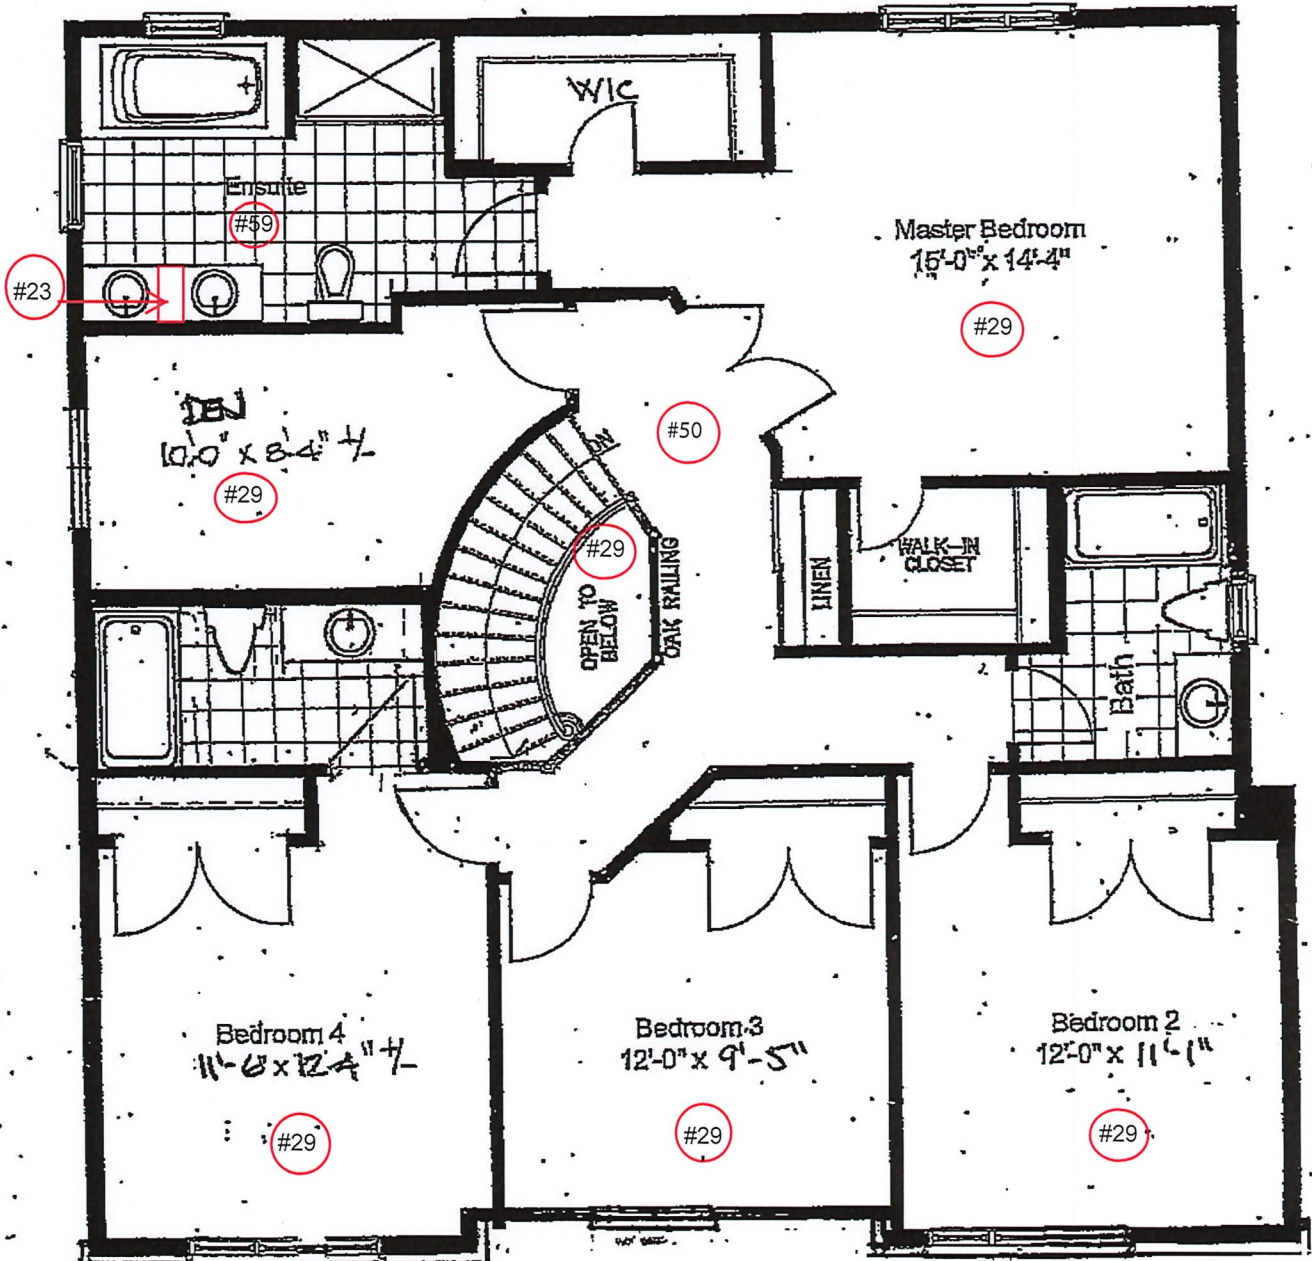 WIC
Ensuite
#59
Master Bedroom
15'-0" x 14'-4"
#23
#29
DEN
10'-0" x 8'-4" +/-
#29
#50
DN
#29
OPEN TO
BELOW
OAK RAILING
LINEN
WALK-IN
CLOSET
Bath
Bedroom 4
11'-6" x 12'-4" +/-
#29
Bedroom 3
12'-0" x 9'-5"
#29
Bedroom 2
12'-0" x 11'-1"
#29